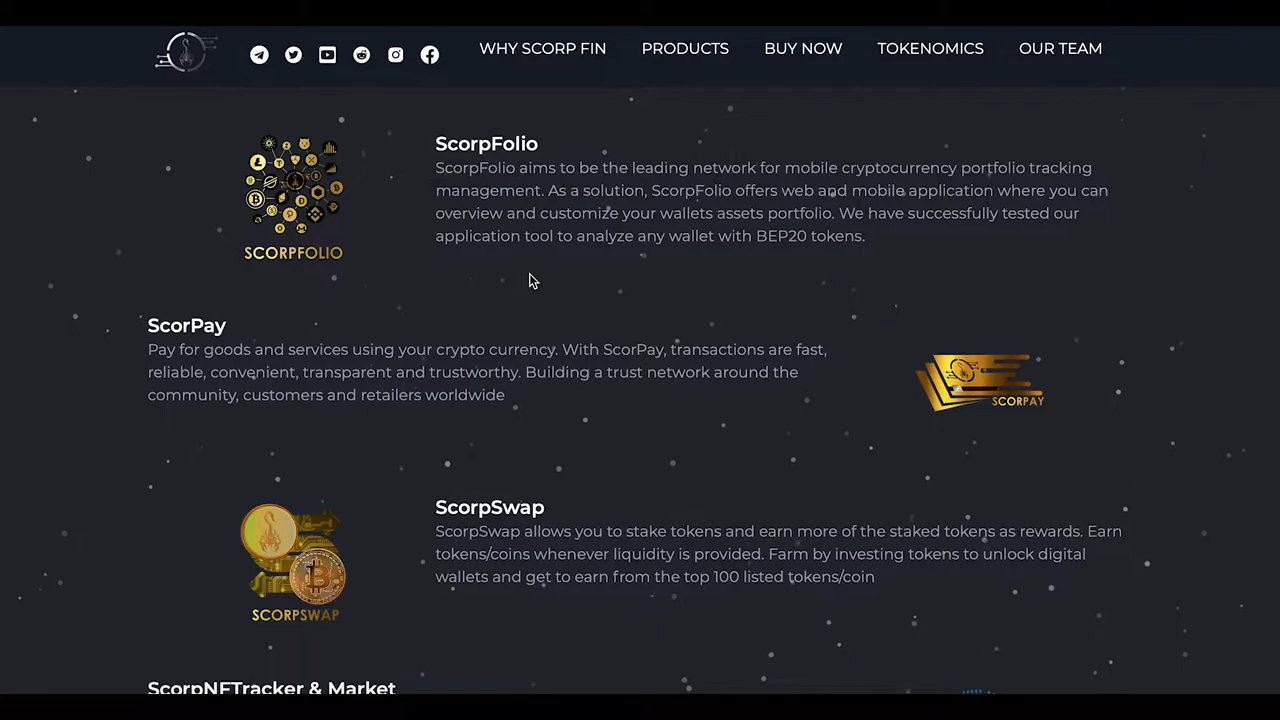 WHY SCORP FIN PRODUCTS BUY NOW TOKENOMICS OUR TEAM
ScorpFolio
ScorpFolio aims to be the leading network for mobile cryptocurrency portfolio tracking
management. As a solution, ScorpFolio offers web and mobile application where you can
overview and customize your wallets assets portfolio. We have successfully tested our
application tool to analyze any wallet with BEP20 tokens.
SCORPFOLIO
ScorPay
Pay for goods and services using your crypto currency. With ScorPay, transactions are fast,
reliable, convenient, transparent and trustworthy. Building a trust network around the
community, customers and retailers worldwide
SCORPAY
ScorpSwap
ScorpSwap allows you to stake tokens and earn more of the staked tokens as rewards. Earn
tokens/coins whenever liquidity is provided. Farm by investing tokens to unlock digital
wallets and get to earn from the top 100 listed tokens/coin
SCORPSWAP
ScorpNFTracker & Market